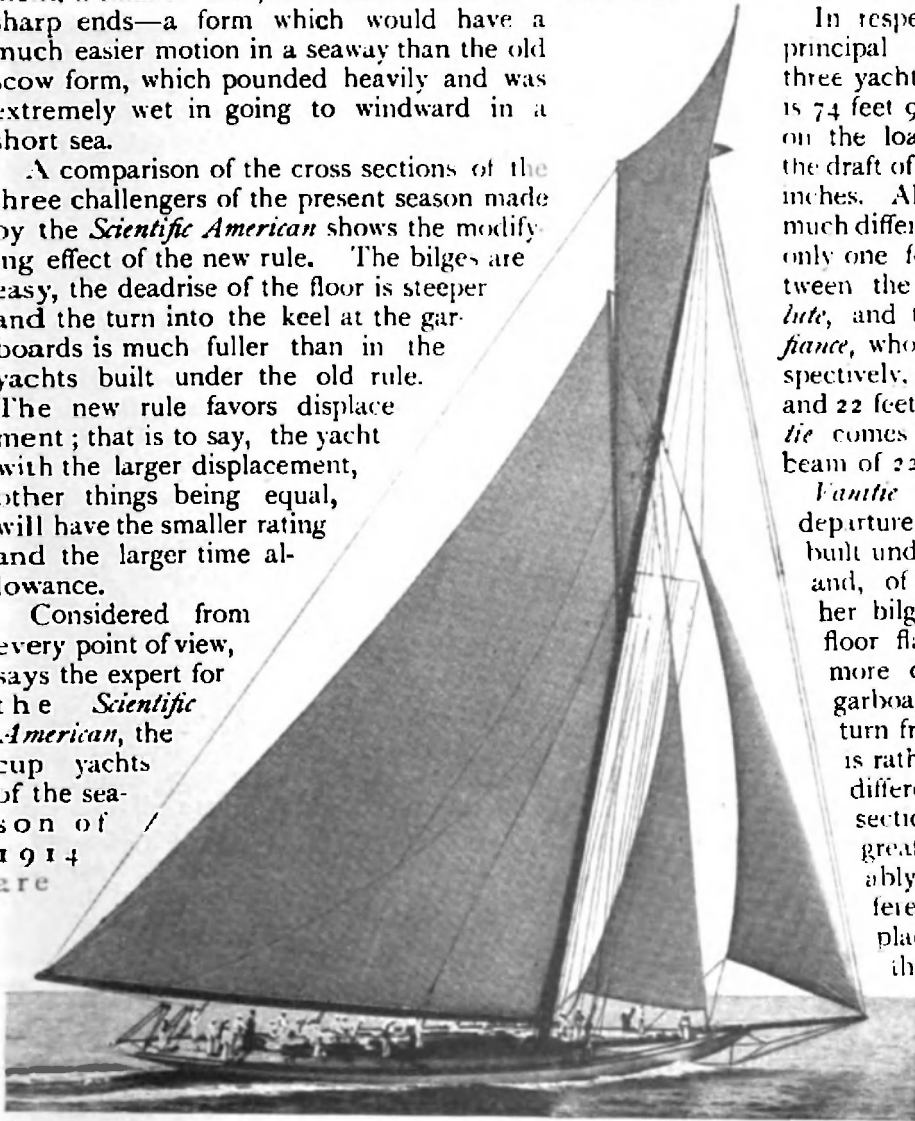 sharp ends—a form which would have a
much easier motion in a seaway than the old
scow form, which pounded heavily and was
extremely wet in going to windward in a
short sea.
A comparison of the cross sections of the
three challengers of the present season made
by the Scientific American shows the modify-
ing effect of the new rule. The bilges are
easy, the deadrise of the floor is steeper
and the turn into the keel at the gar-
boards is much fuller than in the
yachts built under the old rule.
The new rule favors displace
ment; that is to say, the yacht
with the larger displacement,
other things being equal,
will have the smaller rating
and the larger time al-
lowance.
Considered from
every point of view,
says the expert for
the Scientific
American, the
cup yachts
of the sea-
son of
1914
are
In respe
principal
three yacht
is 74 feet 9
on the loa
the draft of
inches. Al
much differ
only one f
tween the
lute, and t
fiance, who
spectively,
and 22 feet
tie comes
beam of 22
Vanitie
departure
built und
and, of
her bilg
floor fla
more
garboa
turn fr
is rath
differ
sectio
great
ably
fere
pla
th